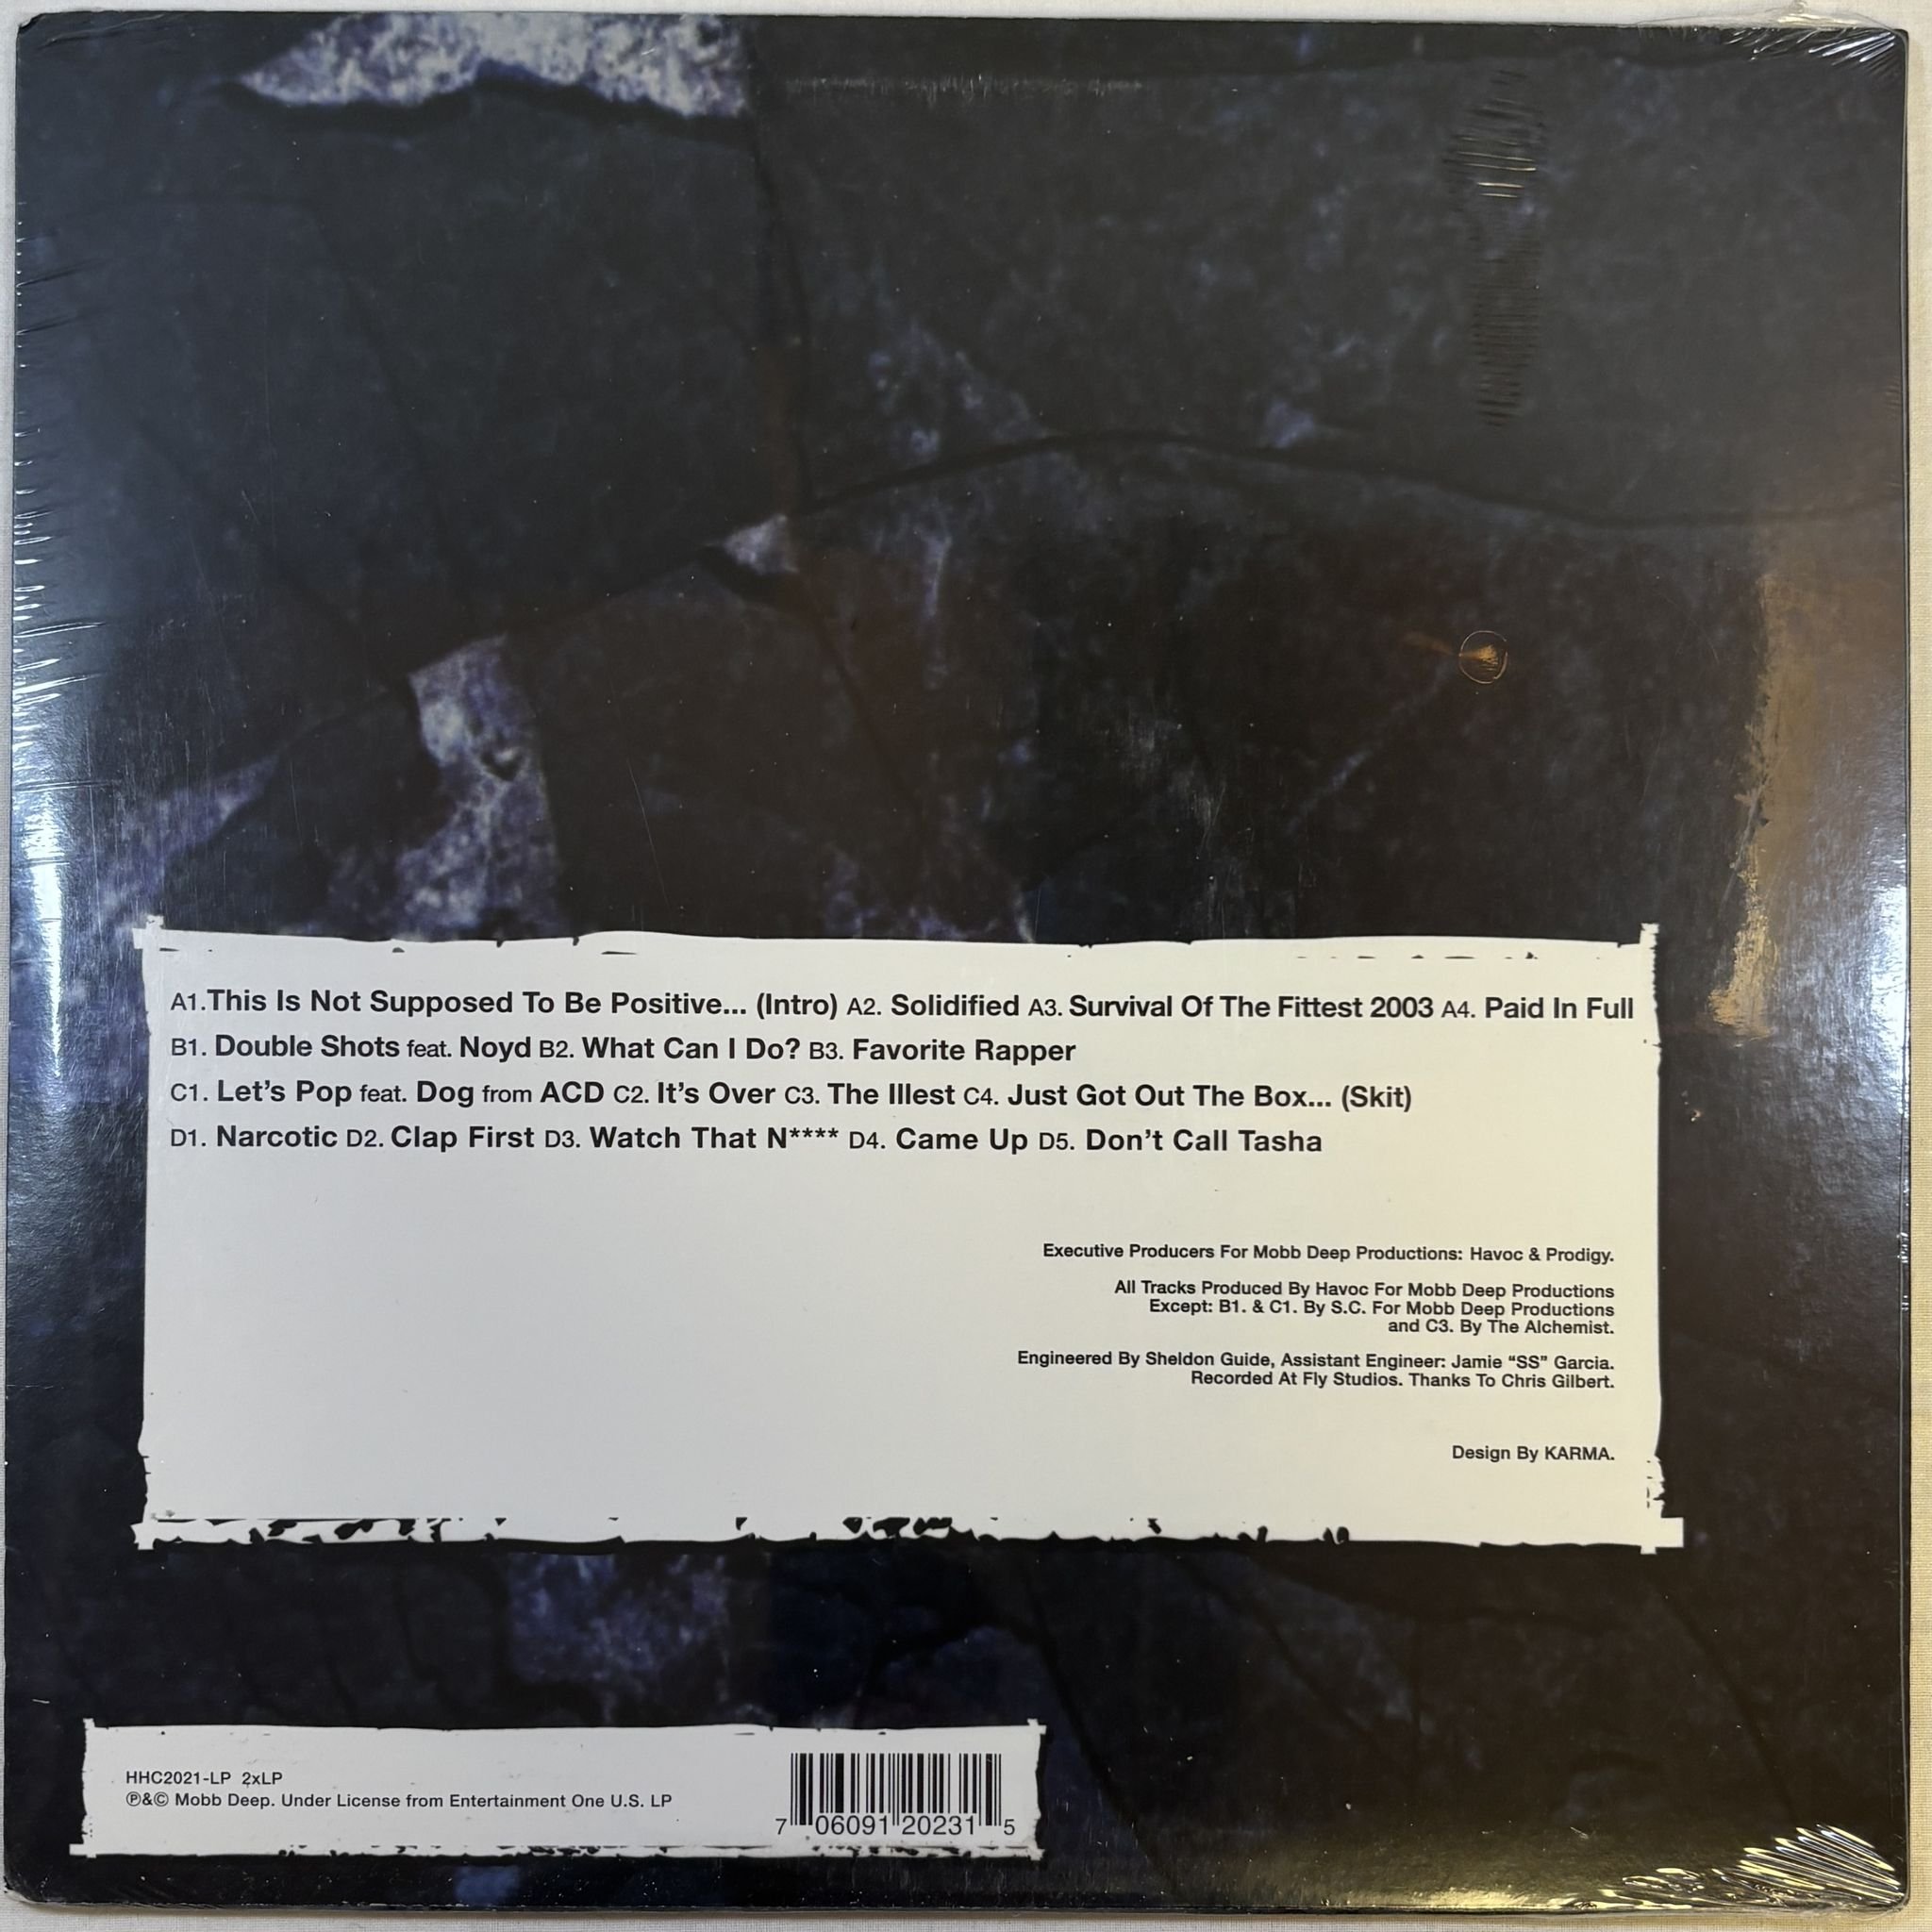 A1.This Is Not Supposed To Be Positive... (Intro) A2. Solidified A3. Survival Of The Fittest 2003 A4. Paid In Full
B1. Double Shots feat. Noyd B2. What Can I Do? B3. Favorite Rapper
C1. Let's Pop feat. Dog from ACD C2. It's Over C3. The Illest C4. Just Got Out The Box... (Skit)
D1. Narcotic D2. Clap First D3. Watch That N**** D4. Came Up D5. Don't Call Tasha
Executive Producers For Mobb Deep Productions: Havoc & Prodigy.
All Tracks Produced By Havoc For Mobb Deep Productions
Except: B1. & C1. By S.C. For Mobb Deep Productions
and C3. By The Alchemist.
Engineered By Sheldon Guide, Assistant Engineer: Jamie “SS” Garcia.
Recorded At Fly Studios. Thanks To Chris Gilbert.
Design By KARMA.
HHC2021-LP 2xLP
℗&© Mobb Deep. Under License from Entertainment One U.S. LP
7 06091 20231 5